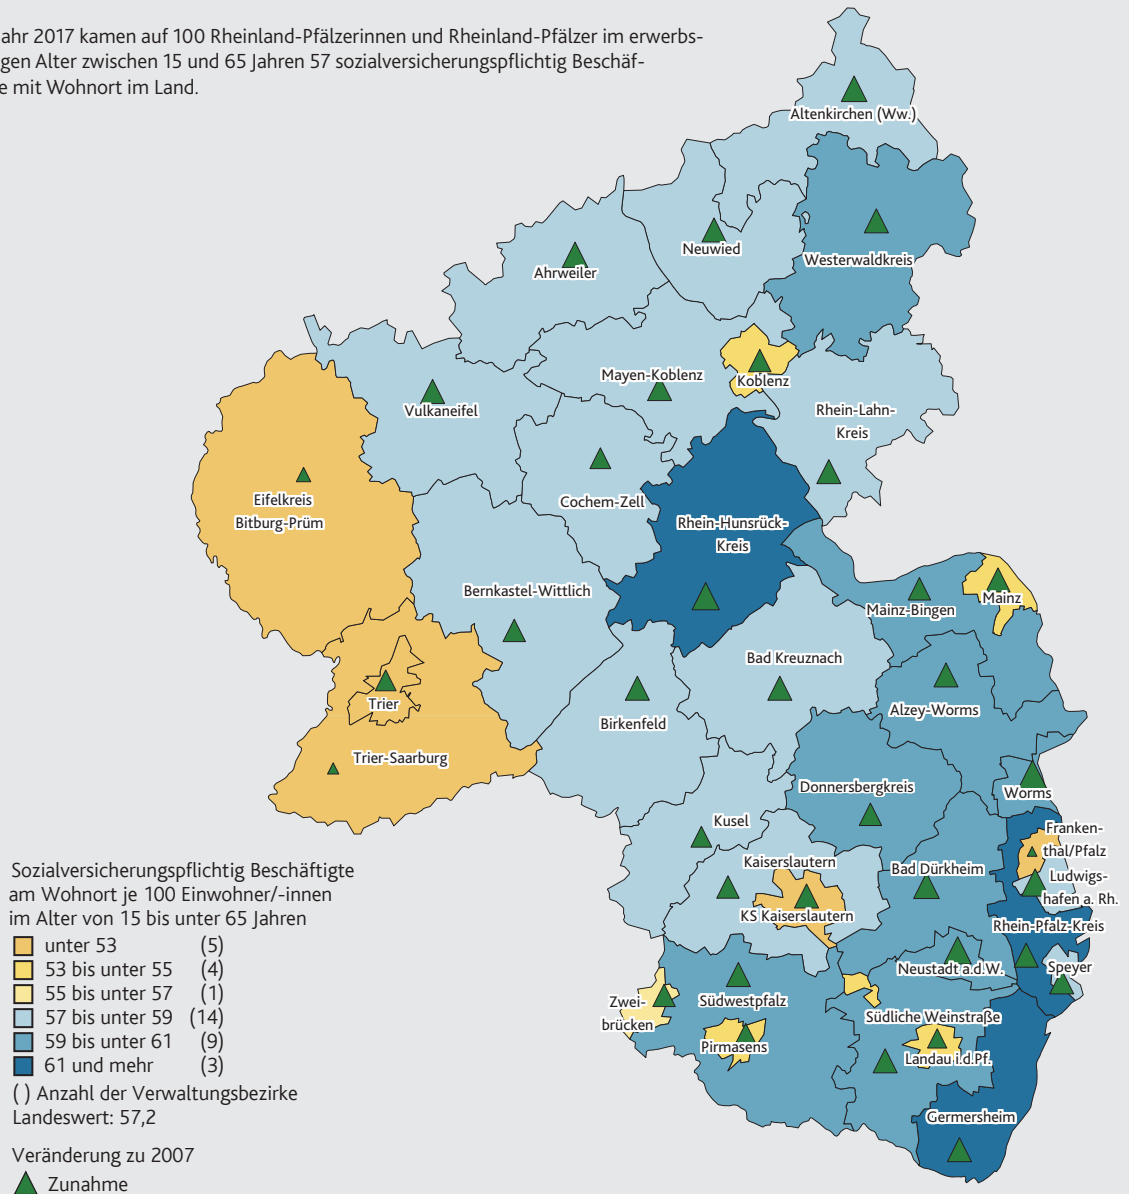 ahr 2017 kamen auf 100 Rheinland-Pfälzerinnen und Rheinland-Pfälzer im erwerbs-
gen Alter zwischen 15 und 65 Jahren 57 sozialversicherungspflichtig Beschäf-
e mit Wohnort im Land.
Altenkirchen (Ww.)
Neuwied
Westerwaldkreis
Ahrweiler
Mayen-Koblenz
Koblenz
Vulkaneifel
Rhein-Lahn-
Kreis
Eifelkreis
Bitburg-Prüm
Cochem-Zell
Rhein-Hunsrück-
Kreis
Bernkastel-Wittlich
Mainz-Bingen
Mainz
Bad Kreuznach
Trier
Birkenfeld
Alzey-Worms
Trier-Saarburg
Donnersbergkreis
Worms
Kusel
Franken-
thal/Pfalz
Kaiserslautern
Bad Dürkheim
Ludwigs-
hafen a. Rh.
KS Kaiserslautern
Rhein-Pfalz-Kreis
Neustadt a.d.W.
Speyer
Zwei-
brücken
Südwestpfalz
Südliche Weinstraße
Pirmasens
Landau i.d.Pf.
Germersheim
Sozialversicherungspflichtig Beschäftigte
am Wohnort je 100 Einwohner/-innen
im Alter von 15 bis unter 65 Jahren
unter 53 (5)
53 bis unter 55 (4)
55 bis unter 57 (1)
57 bis unter 59 (14)
59 bis unter 61 (9)
61 und mehr (3)
( ) Anzahl der Verwaltungsbezirke
Landeswert: 57,2
Veränderung zu 2007
Zunahme